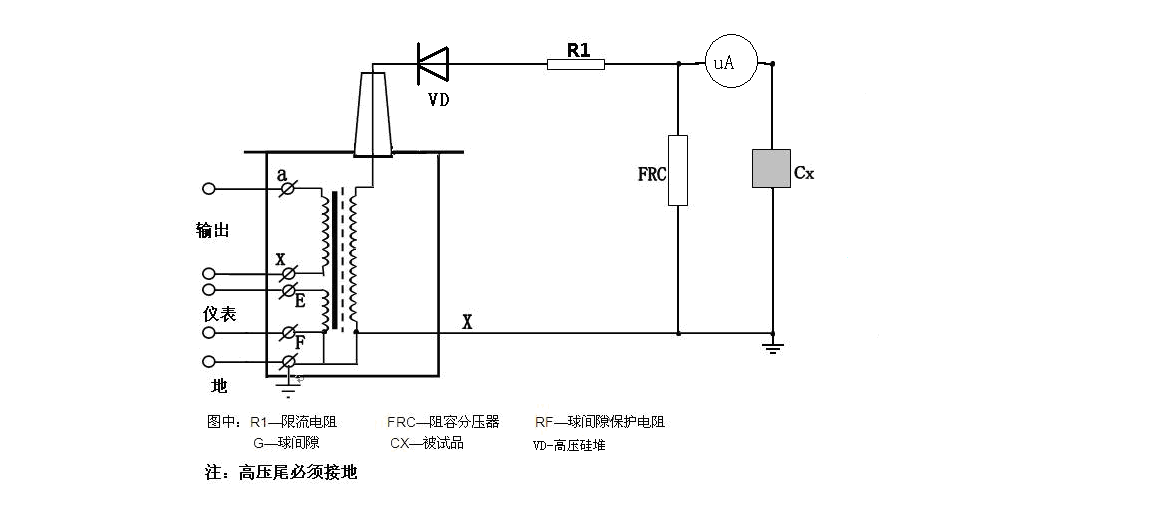 R1
uA
VD
a
FRC
Cx
输出
x
E
仪表
X
F
地
图中：R1—限流电阻 FRC—阻容分压器 RF—球间隙保护电阻
G—球间隙 CX—被试品 VD-高压硅堆
注：高压尾必须接地